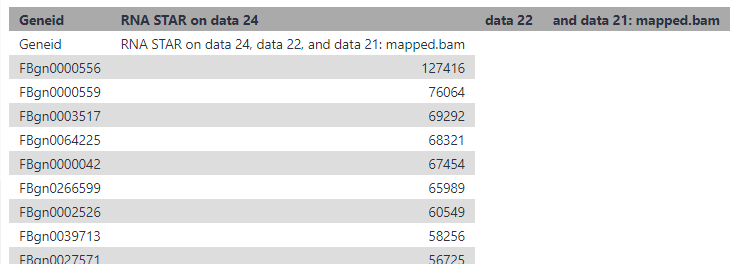 Geneid RNA STAR on data 24 data 22 and data 21: mapped.bam
Geneid RNA STAR on data 24, data 22, and data 21: mapped.bam
FBgn0000556 127416
FBgn0000559 76064
FBgn0003517 69292
FBgn0064225 68321
FBgn0000042 67454
FBgn0266599 65989
FBgn0002526 60549
FBgn0039713 58256
FBgn0027571 56725